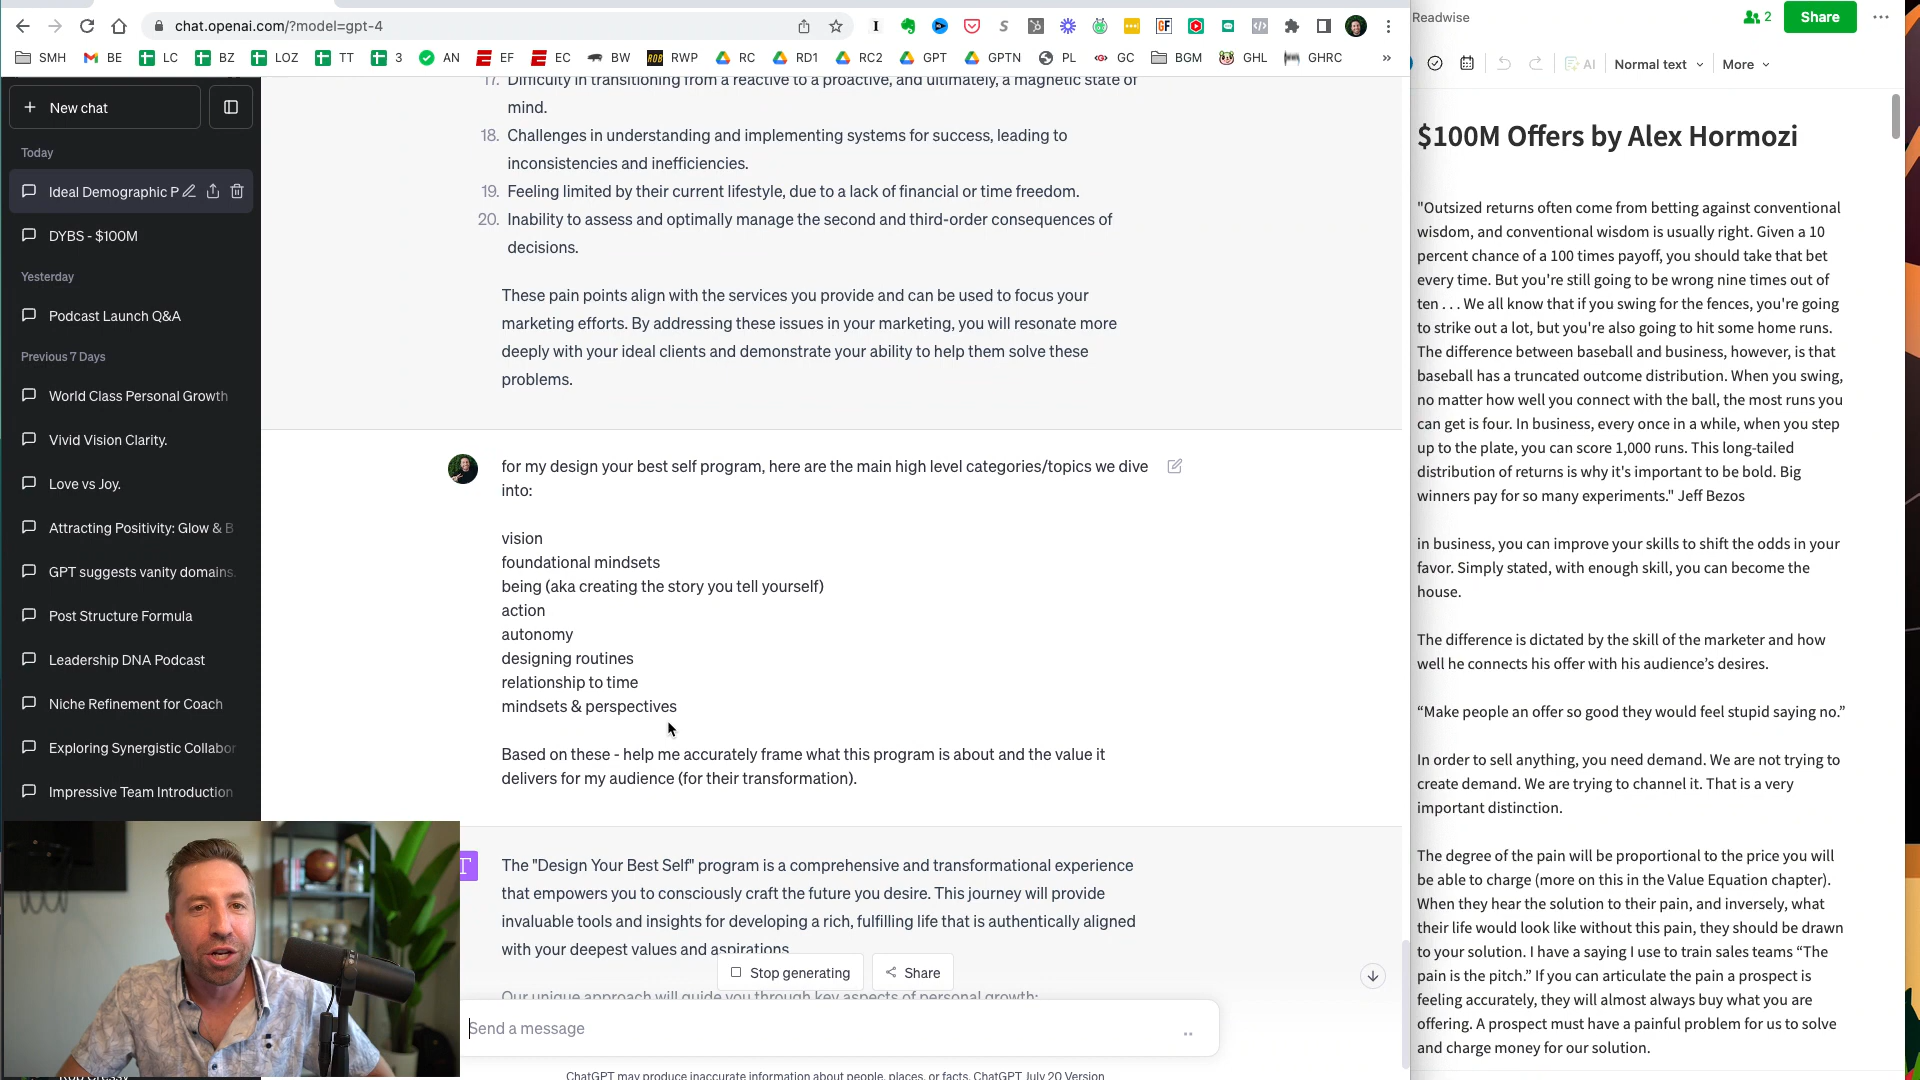 chat.openai.com/?model=gpt-4
SMH
BE
LC
BZ
LOZ
TT
3
AN
EF
EC
BW
RWP
RC
RD1
RC2
GPT
GPTN
PL
GC
BGM
GHL
GHRC
»
New chat
Today
Ideal Demographic P
DYBS - $100M
Yesterday
Podcast Launch Q&A
Previous 7 Days
World Class Personal Growth
Vivid Vision Clarity.
Love vs Joy.
Attracting Positivity: Glow & B
GPT suggests vanity domains.
Post Structure Formula
Leadership DNA Podcast
Niche Refinement for Coach
Exploring Synergistic Collabor
Impressive Team Introduction
17. Difficulty in transitioning from a reactive to a proactive, and ultimately, a magnetic state of
mind.
18. Challenges in understanding and implementing systems for success, leading to
inconsistencies and inefficiencies.
19. Feeling limited by their current lifestyle, due to a lack of financial or time freedom.
20. Inability to assess and optimally manage the second and third-order consequences of
decisions.
These pain points align with the services you provide and can be used to focus your
marketing efforts. By addressing these issues in your marketing, you will resonate more
deeply with your ideal clients and demonstrate your ability to help them solve these
problems.
for my design your best self program, here are the main high level categories/topics we dive
into:
vision
foundational mindsets
being (aka creating the story you tell yourself)
action
autonomy
designing routines
relationship to time
mindsets & perspectives
Based on these - help me accurately frame what this program is about and the value it
delivers for my audience (for their transformation).
The "Design Your Best Self" program is a comprehensive and transformational experience
that empowers you to consciously craft the future you desire. This journey will provide
invaluable tools and insights for developing a rich, fulfilling life that is authentically aligned
with your deepest values and aspirations.
Our unique approach will guide you through key aspects of personal growth:
Stop generating
Share
Send a message
ChatGPT may produce inaccurate information about people, places, or facts. ChatGPT July 20 Version
Readwise
2
Share
AI
Normal text
More
$100M Offers by Alex Hormozi
"Outsized returns often come from betting against conventional
wisdom, and conventional wisdom is usually right. Given a 10
percent chance of a 100 times payoff, you should take that bet
every time. But you're still going to be wrong nine times out of
ten . . . We all know that if you swing for the fences, you're going
to strike out a lot, but you're also going to hit some home runs.
The difference between baseball and business, however, is that
baseball has a truncated outcome distribution. When you swing,
no matter how well you connect with the ball, the most runs you
can get is four. In business, every once in a while, when you step
up to the plate, you can score 1,000 runs. This long-tailed
distribution of returns is why it's important to be bold. Big
winners pay for so many experiments." Jeff Bezos
in business, you can improve your skills to shift the odds in your
favor. Simply stated, with enough skill, you can become the
house.
The difference is dictated by the skill of the marketer and how
well he connects his offer with his audience’s desires.
“Make people an offer so good they would feel stupid saying no.”
In order to sell anything, you need demand. We are not trying to
create demand. We are trying to channel it. That is a very
important distinction.
The degree of the pain will be proportional to the price you will
be able to charge (more on this in the Value Equation chapter).
When they hear the solution to their pain, and inversely, what
their life would look like without this pain, they should be drawn
to your solution. I have a saying I use to train sales teams “The
pain is the pitch.” If you can articulate the pain a prospect is
feeling accurately, they will almost always buy what you are
offering. A prospect must have a painful problem for us to solve
and charge money for our solution.